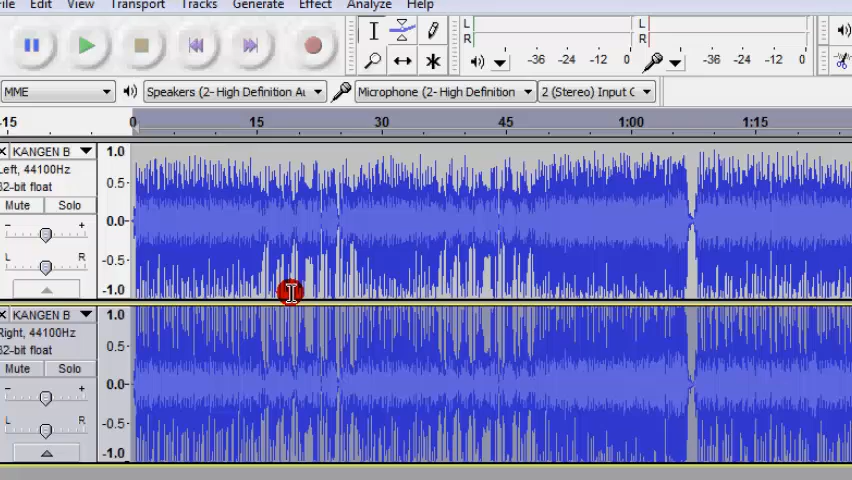 File Edit View Transport Tracks Generate Effect Analyze Help
L
R
-36 -24 -12 0
L
R
-36 -24 -12 0
MME Speakers (2- High Definition Au Microphone (2- High Definition 2 (Stereo) Input C
-15 0 15 30 45 1:00 1:15
KANGEN B
Left, 44100Hz
32-bit float
Mute Solo
- +
L R
1.0
0.5
0.0
-0.5
-1.0
KANGEN B
Right, 44100Hz
32-bit float
Mute Solo
- +
L R
1.0
0.5
0.0
-0.5
-1.0